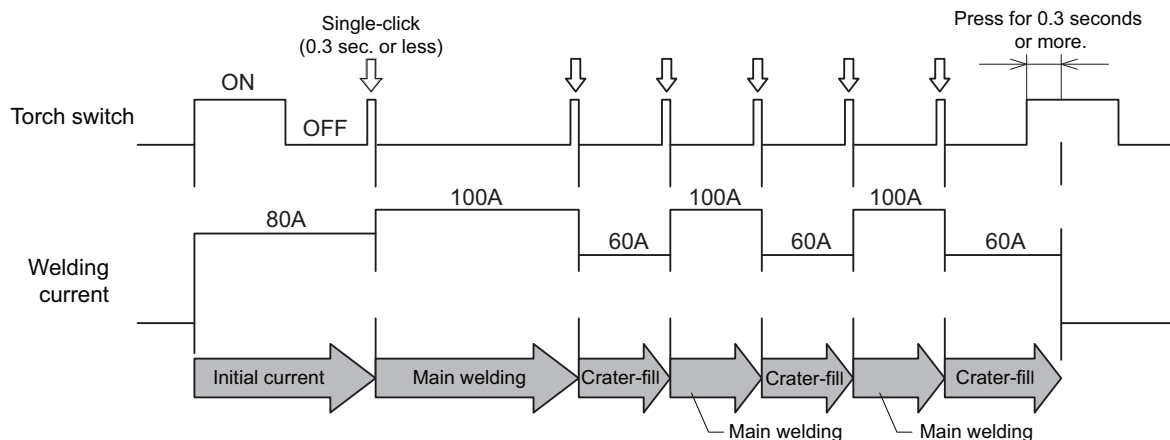 Single-click
(0.3 sec. or less)
Press for 0.3 seconds
or more.
ON
Torch switch
OFF
100A
100A
100A
80A
60A
60A
60A
Welding
current
Initial current
Main welding
Crater-fill
Crater-fill
Crater-fill
Main welding
Main welding